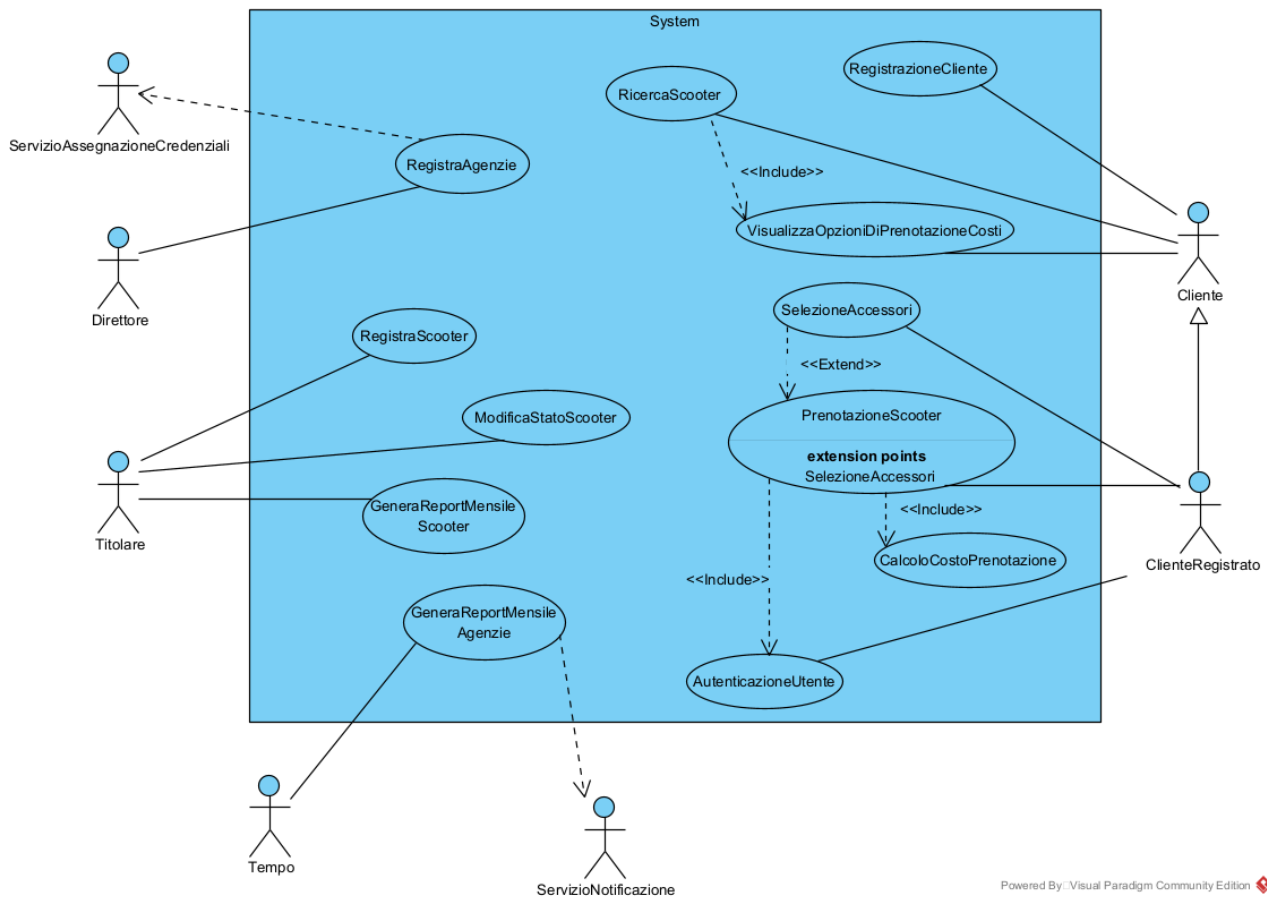 System
RegistrazioneCliente
RicercaScooter
ServizioAssegnazioneCredenziali
RegistraAgenzie
<<Include>>
VisualizzaOpzioniDiPrenotazioneCosti
Cliente
Direttore
SelezioneAccessori
RegistraScooter
<<Extend>>
PrenotazioneScooter
ModificaStatoScooter
extension points
SelezioneAccessori
GeneraReportMensile
Scooter
<<Include>>
Titolare
CalcoloCostoPrenotazione
ClienteRegistrato
<<Include>>
GeneraReportMensile
Agenzie
AutenticazioneUtente
Tempo
ServizioNotificazione
Powered By Visual Paradigm Community Edition